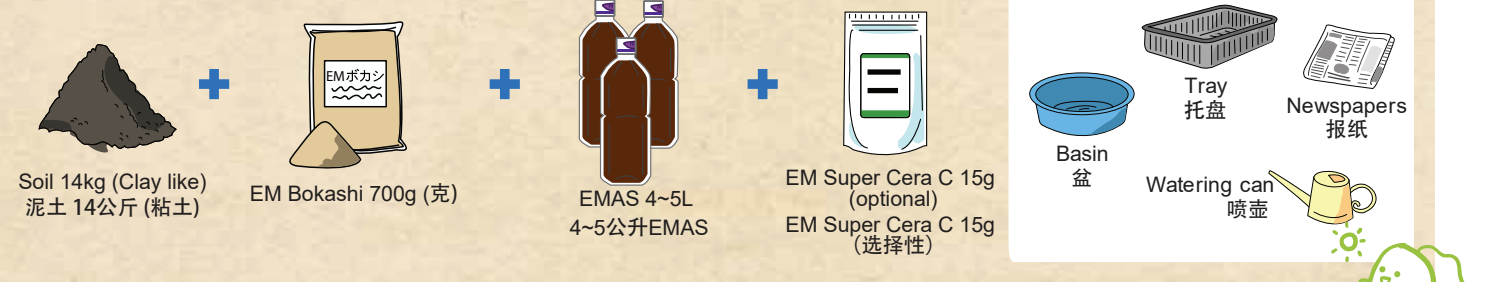 EMボカシ
Soil 14kg (Clay like)
泥土 14公斤 (粘土)
EM Bokashi 700g (克)
EMAS 4~5L
4~5公升EMAS
EM Super Cera C 15g
(optional)
EM Super Cera C 15g
(选择性)
Tray
托盘
Newspapers
报纸
Basin
盆
Watering can
喷壶